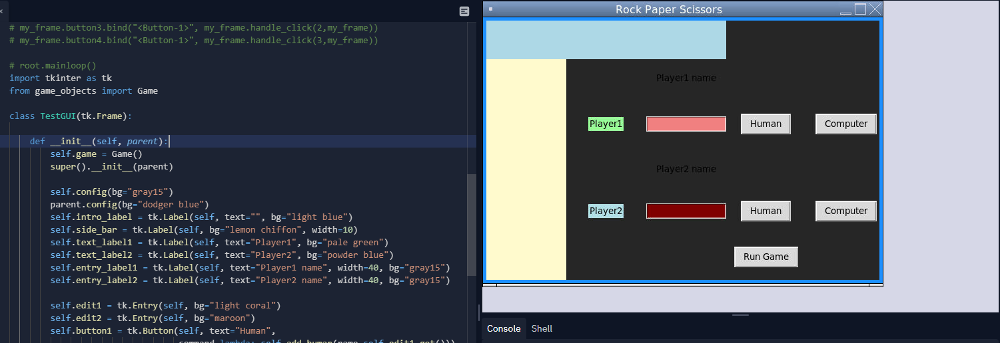 # my_frame.button3.bind("<Button-1>", my_frame.handle_click(2,my_frame))
# my_frame.button4.bind("<Button-1>", my_frame.handle_click(3,my_frame))
# root.mainloop()
import tkinter as tk
from game_objects import Game
class TestGUI(tk.Frame):
def __init__(self, parent):
self.game = Game()
super().__init__(parent)
self.config(bg="gray15")
parent.config(bg="dodger blue")
self.intro_label = tk.Label(self, text="", bg="light blue")
self.side_bar = tk.Label(self, bg="lemon chiffon", width=10)
self.text_label1 = tk.Label(self, text="Player1", bg="pale green")
self.text_label2 = tk.Label(self, text="Player2", bg="powder blue")
self.entry_label1 = tk.Label(self, text="Player1 name", width=40, bg="gray15")
self.entry_label2 = tk.Label(self, text="Player2 name", width=40, bg="gray15")
self.edit1 = tk.Entry(self, bg="light coral")
self.edit2 = tk.Entry(self, bg="maroon")
self.button1 = tk.Button(self, text="Human",
command=lambda: self.add_human(name=self.edit1.get()))
Rock Paper Scissors
Player1 name
Player1 Human Computer
Player2 name
Player2 Human Computer
Run Game
Console Shell